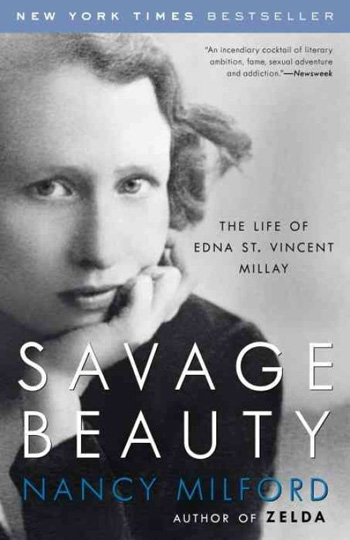 NEW YORK TIMES BESTSELLER
"An incendiary cocktail of literary
ambition, fame, sexual adventure
and addiction."—Newsweek
THE LIFE OF
EDNA ST. VINCENT
MILLAY
SAVAGE
BEAUTY
NANCY MILFORD
AUTHOR OF ZELDA